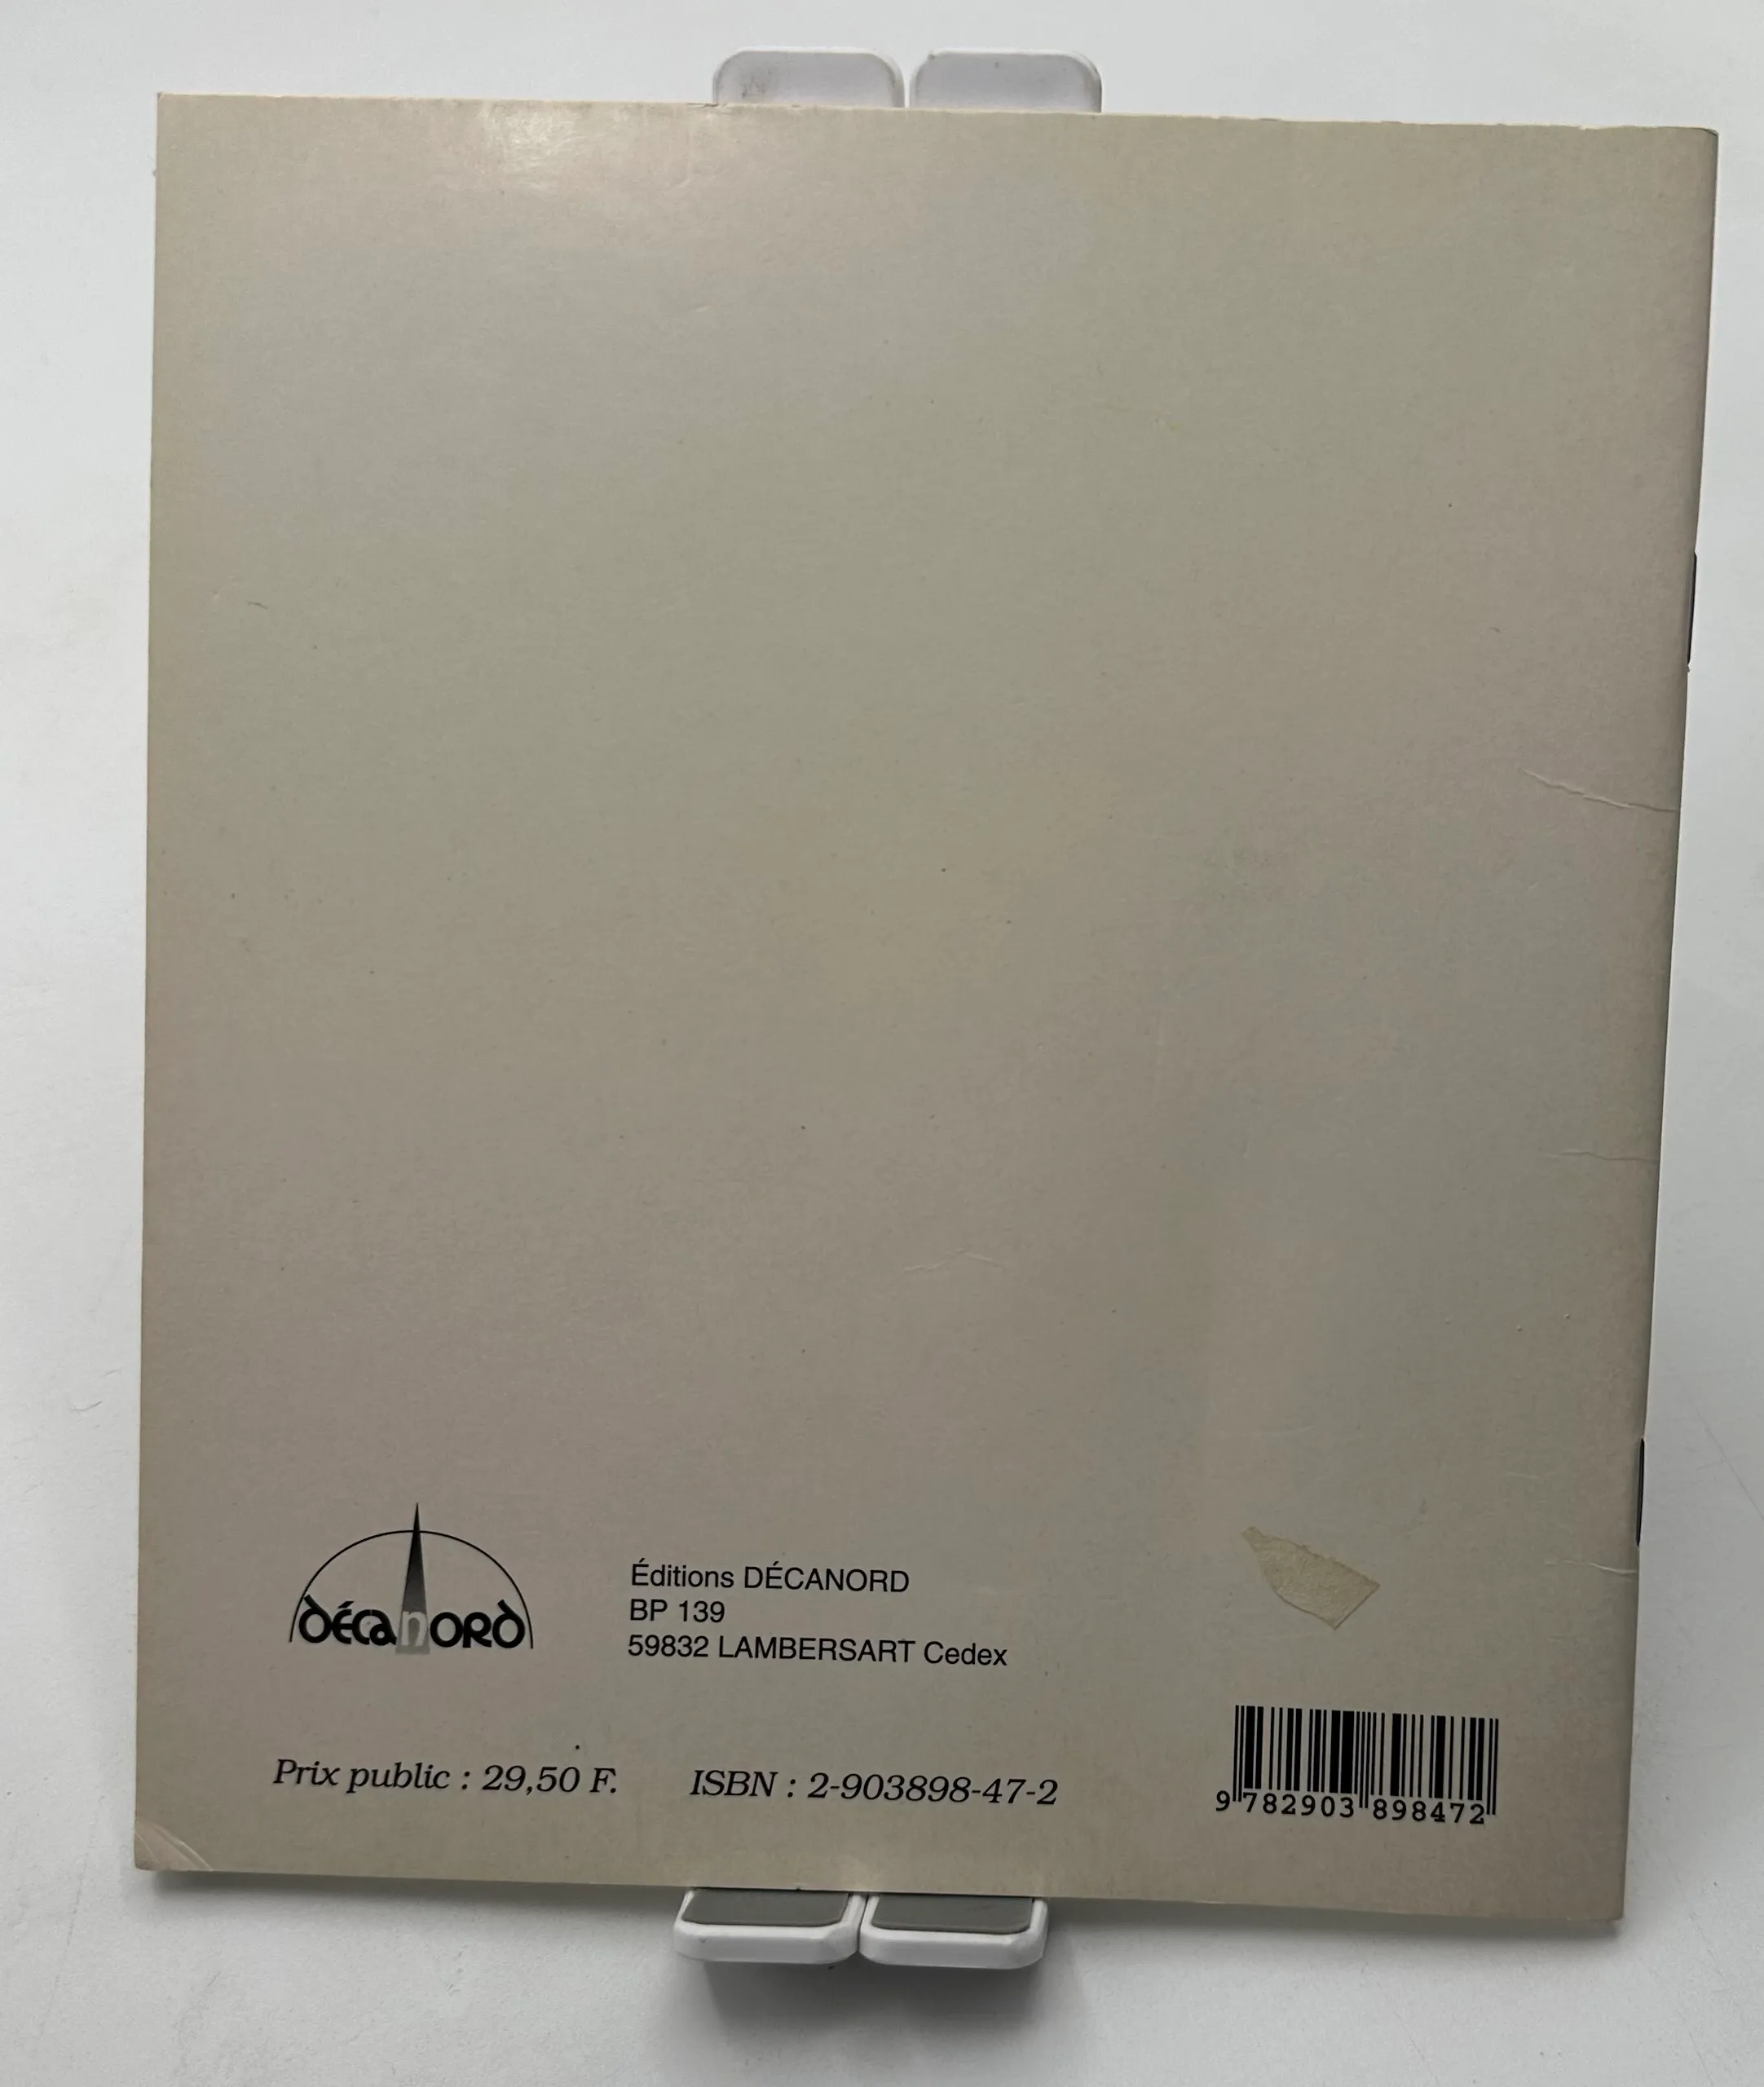 décanord
Éditions DÉCANORD
BP 139
59832 LAMBERSART Cedex
Prix public : 29,50 F.
ISBN : 2-903898-47-2
9 782903 898472